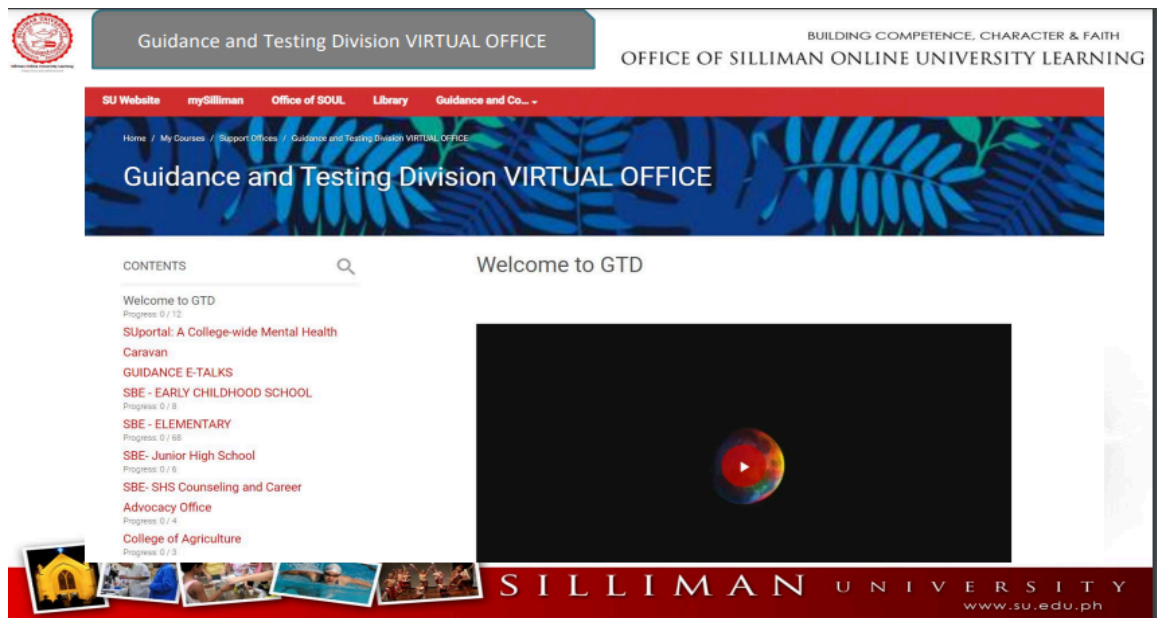 SILLIMAN UNIVERSITY
Guidance and Testing Division VIRTUAL OFFICE
BUILDING COMPETENCE, CHARACTER & FAITH
OFFICE OF SILLIMAN ONLINE UNIVERSITY LEARNING
SU Website mySilliman Office of SOUL Library Guidance and Co...
Home / My Courses / Support Offices / Guidance and Testing Division VIRTUAL OFFICE
Guidance and Testing Division VIRTUAL OFFICE
CONTENTS
Welcome to GTD
Progress: 0 / 12
SUportal: A College-wide Mental Health
Caravan
GUIDANCE E-TALKS
SBE - EARLY CHILDHOOD SCHOOL
Progress: 0 / 8
SBE - ELEMENTARY
Progress: 0 / 68
SBE- Junior High School
Progress: 0 / 6
SBE- SHS Counseling and Career
Advocacy Office
Progress: 0 / 4
College of Agriculture
Progress: 0 / 3
Welcome to GTD
SILLIMAN UNIVERSITY
www.su.edu.ph